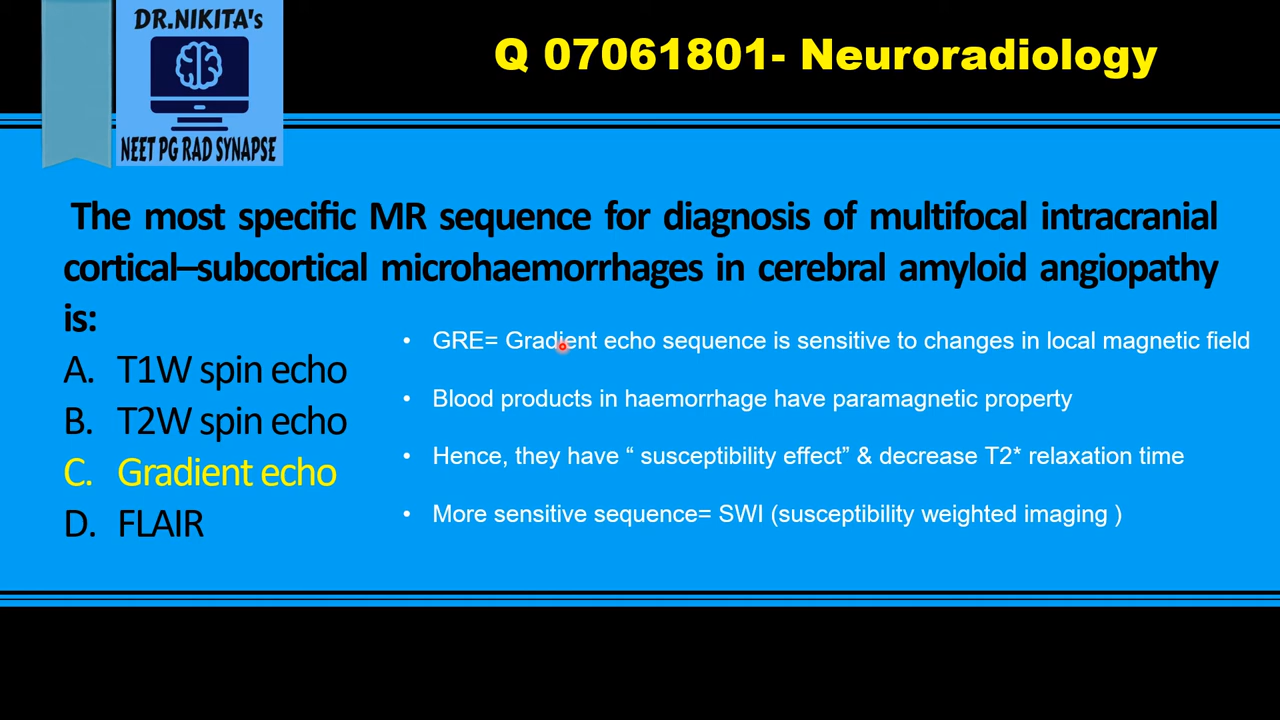 DR.NIKITA's
NEET PG RAD SYNAPSE
Q 07061801- Neuroradiology
The most specific MR sequence for diagnosis of multifocal intracranial
cortical–subcortical microhaemorrhages in cerebral amyloid angiopathy
is:
A. T1W spin echo
B. T2W spin echo
C. Gradient echo
D. FLAIR
• GRE= Gradient echo sequence is sensitive to changes in local magnetic field
• Blood products in haemorrhage have paramagnetic property
• Hence, they have “ susceptibility effect” & decrease T2* relaxation time
• More sensitive sequence= SWI (susceptibility weighted imaging )